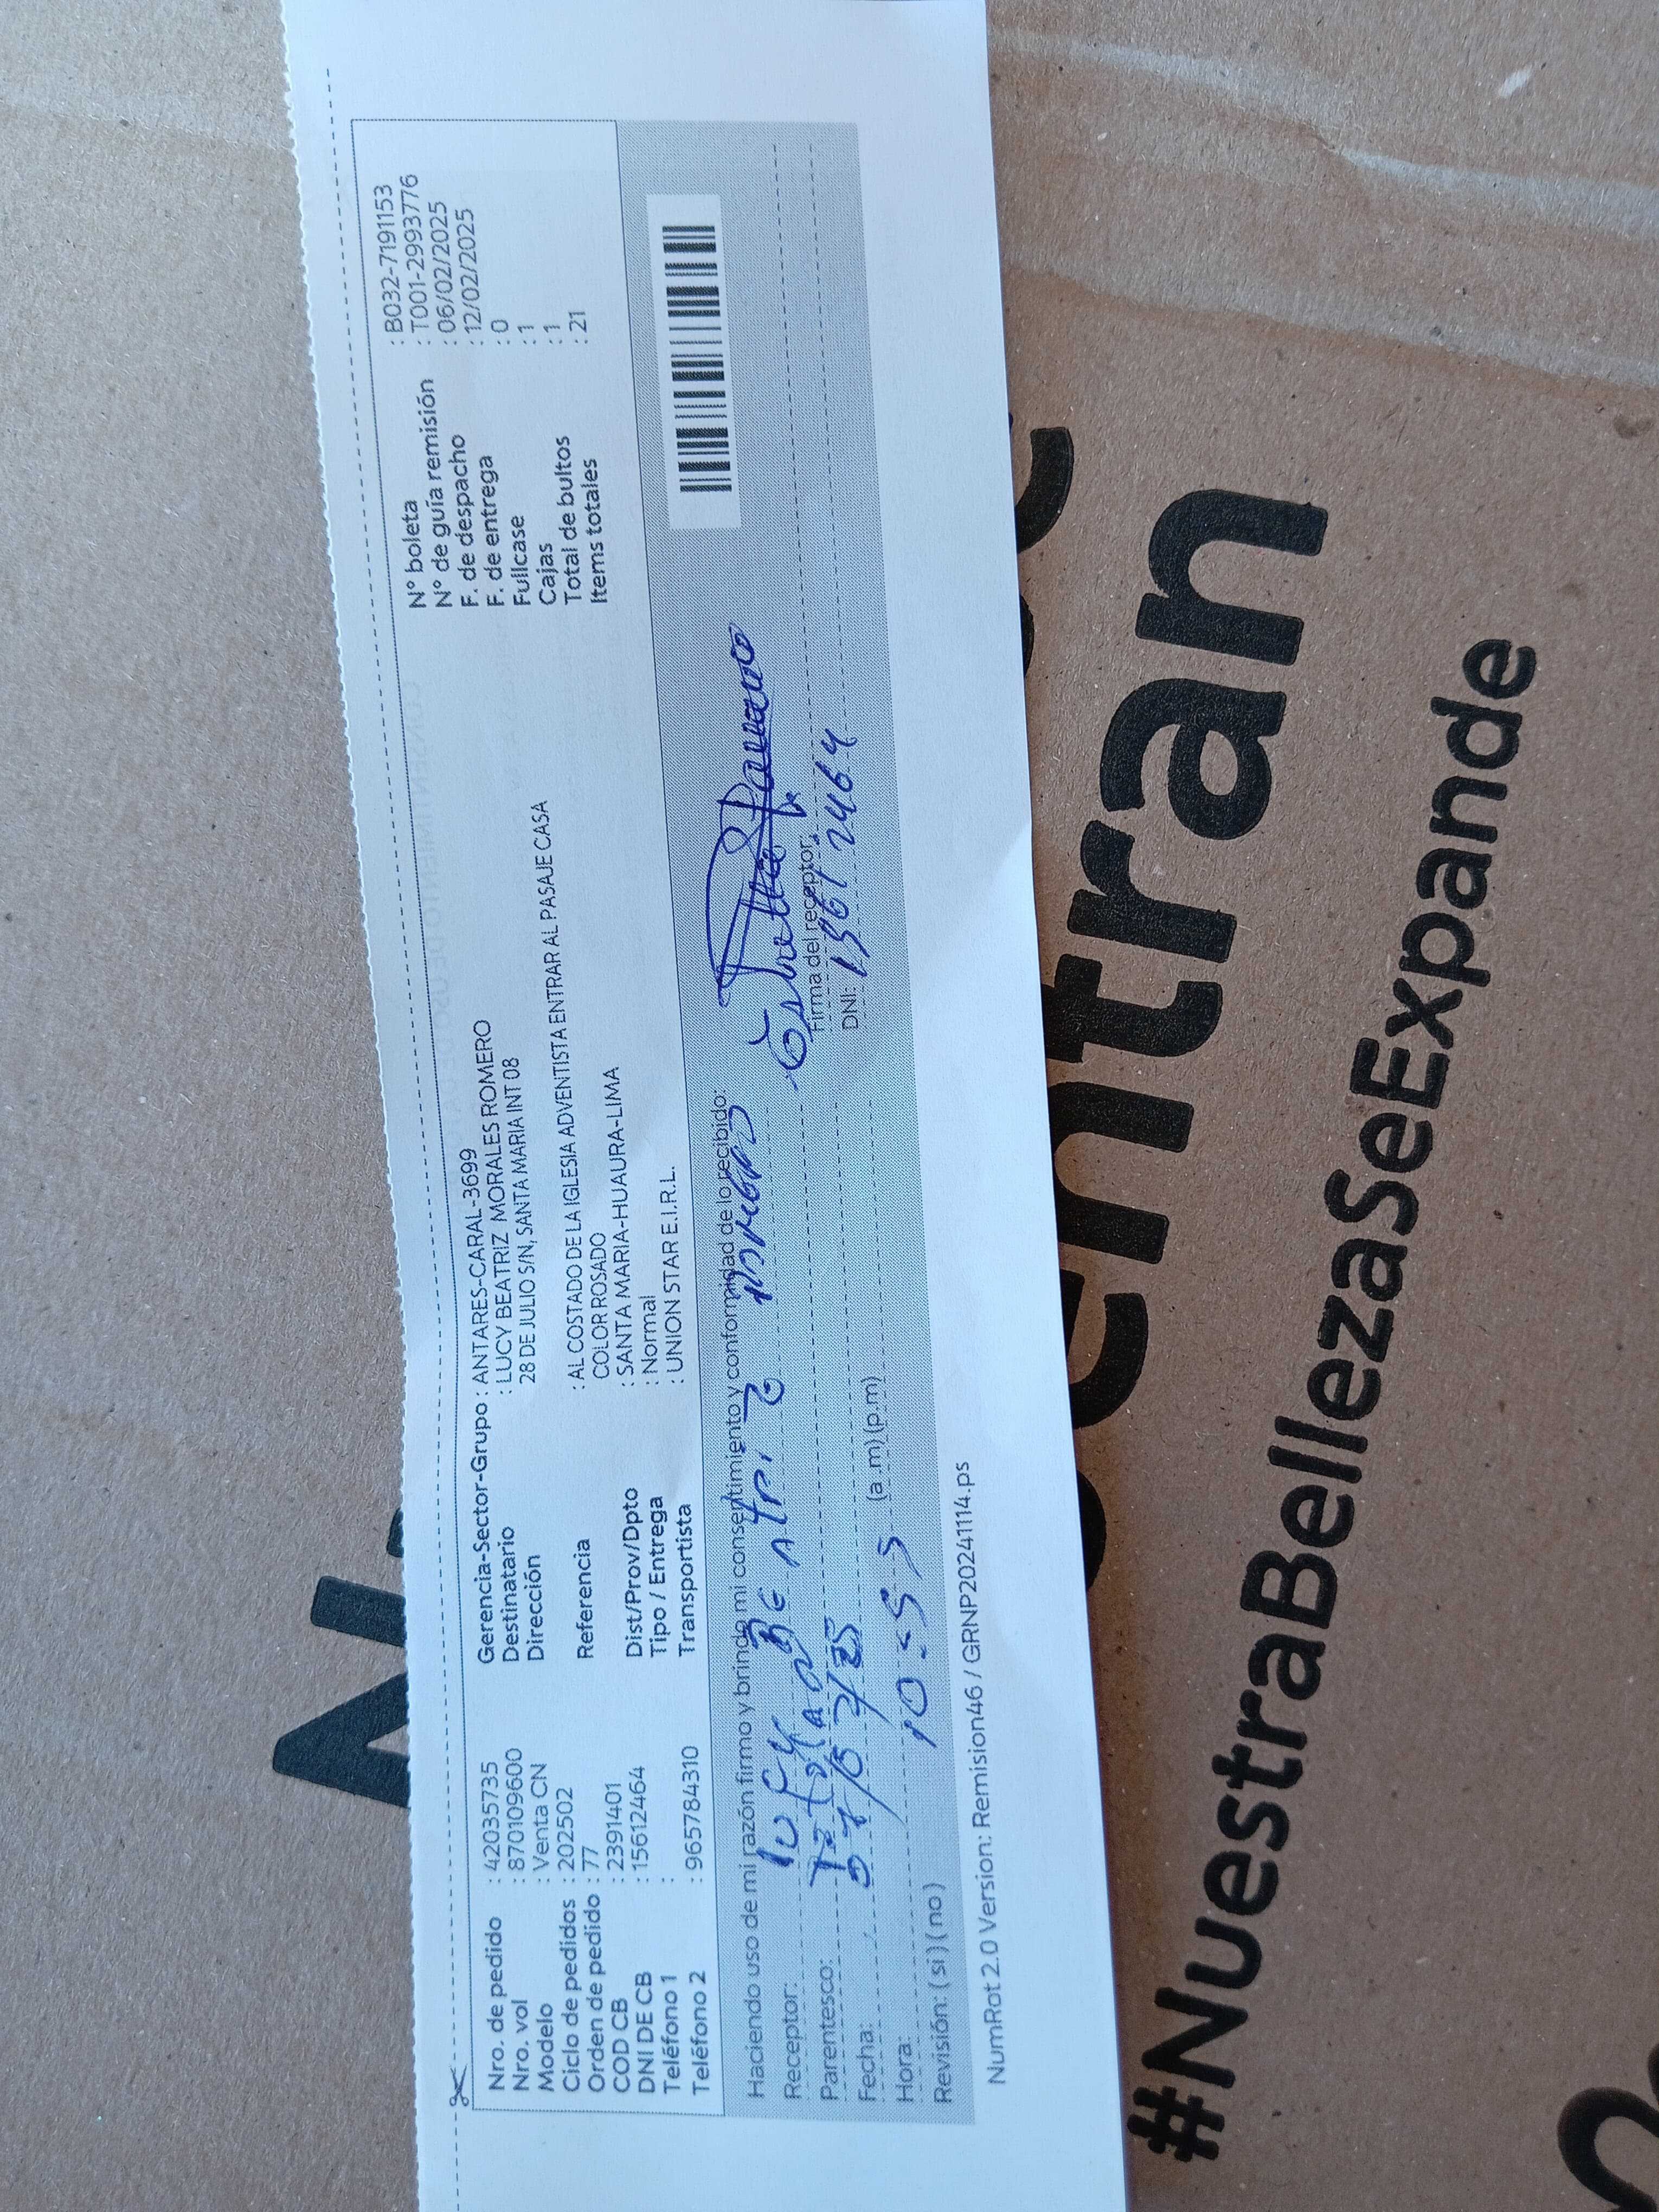 Nro. de pedido : 42035735
Nro. vol : 8701109600
Modelo : Venta CN
Ciclo de pedidos : 202502
Orden de pedido : 77
COD CB : 2391401
DNI DE CB : 15612464
Teléfono 1 :
Teléfono 2 : 965784310
Gerencia-Sector-Grupo : ANTARES-CARAL-3699
Destinatario : LUCY BEATRIZ MORALES ROMERO
Dirección 28 DE JULIO S/N, SANTA MARIA INT 08
Referencia : AL COSTADO DE LA IGLESIA ADVENTISTA ENTRAR AL PASAJE CASA
COLOR ROSADO
Dist/Prov/Dpto : SANTA MARIA-HUAURA-LIMA
Tipo / Entrega : Normal
Transportista : UNION STAR E.I.R.L.
N° boleta : B032-7191153
N° de guía remisión : T001-2993776
F. de despacho : 06/02/2025
F. de entrega : 12/02/2025
Fullcase : 0
Cajas : 1
Total de bultos : 1
Items totales : 21
Haciendo uso de mi razón firmo y brindo mi consentimiento y conformidad de lo recibido:
Receptor: Lucy Beatriz
Parentesco: Titular
Fecha:
Hora: 10:55 (a.m) (p.m)
Revisión: ( si ) ( no )
Firma del receptor:
DNI: 15612464
NumRot 2.0 Version: Remision46 / GRNP20241114.ps
entran
#NuestraBellezaSeExpande